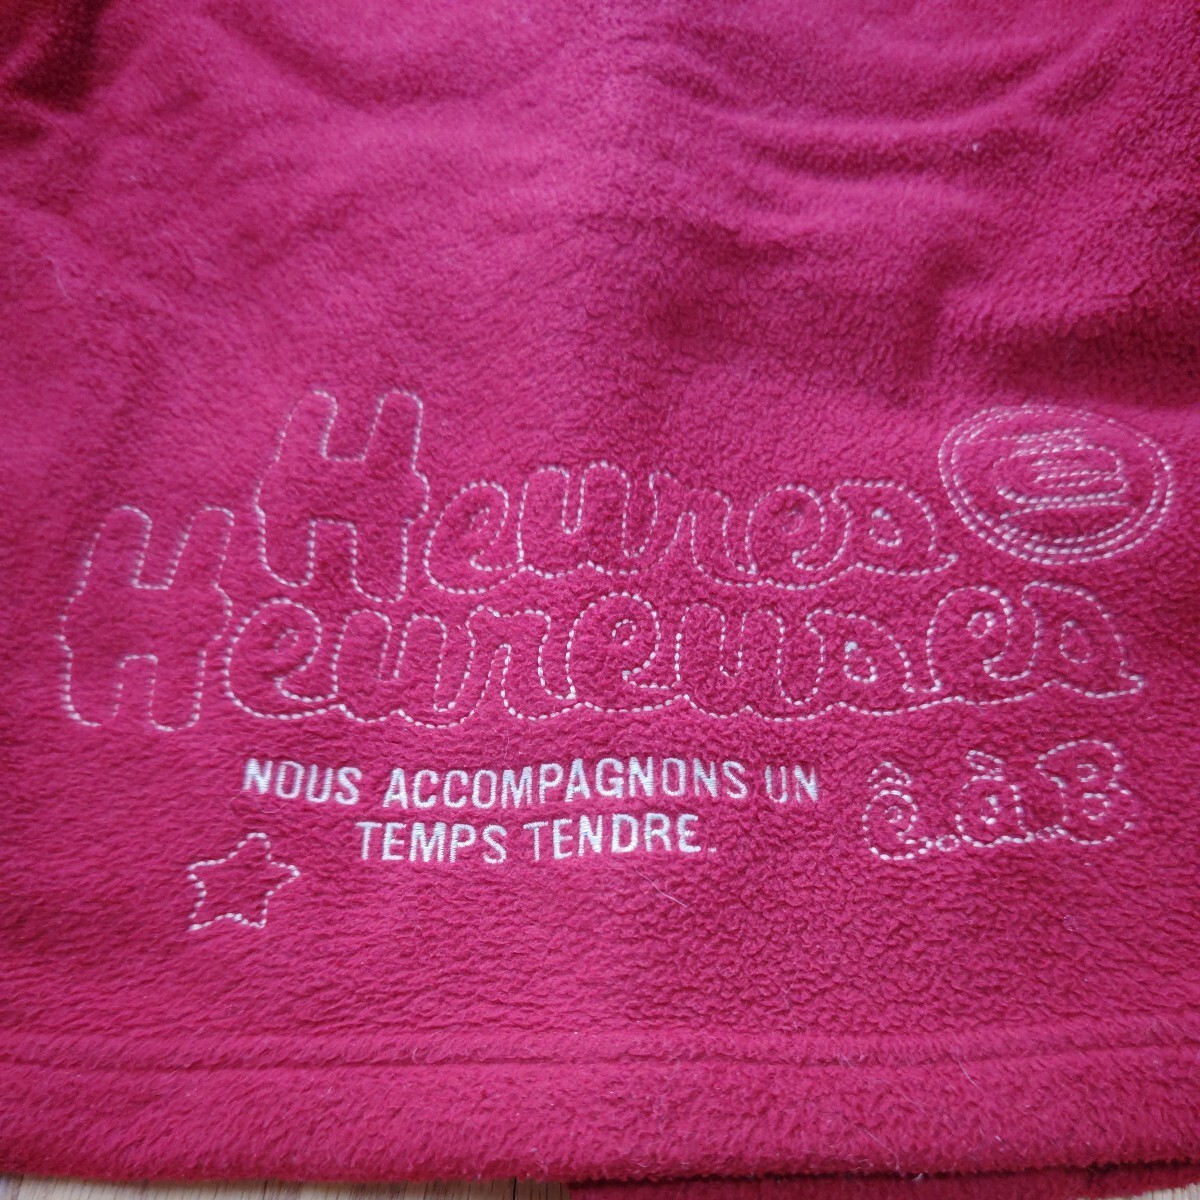 Heures
Heureuses
NOUS ACCOMPAGNONS UN
TEMPS TENDRE.
ê.à.B